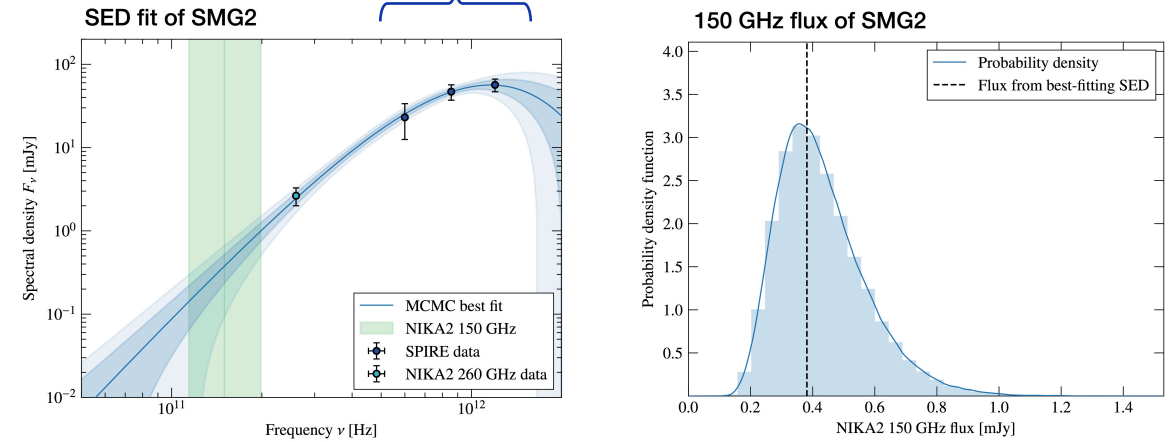 SED fit of SMG2
10²
10¹
10⁰
10⁻¹
10⁻²
Spectral density Fν [mJy]
MCMC best fit
NIKA2 150 GHz
SPIRE data
NIKA2 260 GHz data
10¹¹
10¹²
Frequency ν [Hz]
150 GHz flux of SMG2
4.0
3.5
3.0
2.5
2.0
1.5
1.0
0.5
Probability density function
Probability density
Flux from best-fitting SED
0.0
0.2
0.4
0.6
0.8
1.0
1.2
1.4
NIKA2 150 GHz flux [mJy]